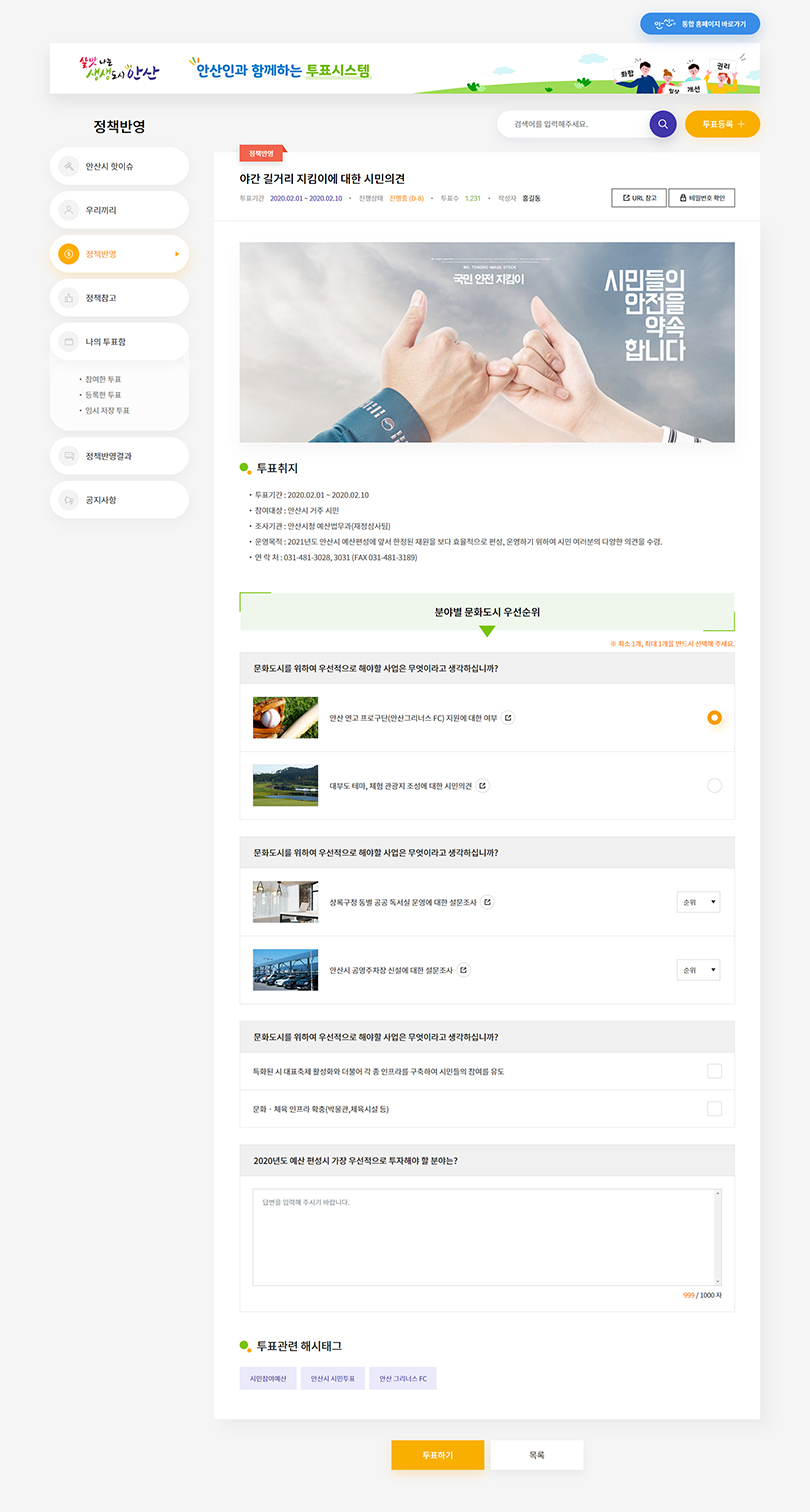 안산 통합 홈페이지 바로가기
살맛나는
생생도시 안산
안산인과 함께하는 투표시스템
화합
일상
개선
권리
정책반영
검색어를 입력해주세요.
투표등록 +
안산시 핫이슈
우리끼리
정책반영
정책참고
나의 투표함
• 참여한 투표
• 등록한 투표
• 임시 저장 투표
정책반영결과
공지사항
정책반영
야간 길거리 지킴이에 대한 시민의견
투표기간 2020.02.01 ~ 2020.02.10 • 진행상태 진행중 (D-8) • 투표수 1,231 • 작성자 홍길동
URL 참고
비밀번호 확인
국민 안전 지킴이
시민들의
안전을
약속
합니다
투표취지
• 투표기간 : 2020.02.01 ~ 2020.02.10
• 참여대상 : 안산시 거주 시민
• 조사기관 : 안산시청 예산법무과(재정심사팀)
• 운영목적 : 2021년도 안산시 예산편성에 앞서 한정된 재원을 보다 효율적으로 편성, 운영하기 위하여 시민 여러분의 다양한 의견을 수렴.
• 연 락 처 : 031-481-3028, 3031 (FAX 031-481-3189)
분야별 문화도시 우선순위
※ 최소 1개, 최대 1개를 반드시 선택해 주세요.
문화도시를 위하여 우선적으로 해야할 사업은 무엇이라고 생각하십니까?
안산 연고 프로구단(안산그리너스 FC) 지원에 대한 여부
대부도 테마, 체험 관광지 조성에 대한 시민의견
문화도시를 위하여 우선적으로 해야할 사업은 무엇이라고 생각하십니까?
상록구청 동별 공공 독서실 운영에 대한 설문조사
순위
안산시 공영주차장 신설에 대한 설문조사
순위
문화도시를 위하여 우선적으로 해야할 사업은 무엇이라고 생각하십니까?
특화된 시 대표축제 활성화와 더불어 각 종 인프라를 구축하여 시민들의 참여를 유도
문화 · 체육 인프라 확충(박물관,체육시설 등)
2020년도 예산 편성시 가장 우선적으로 투자해야 할 분야는?
답변을 입력해 주시기 바랍니다.
999 / 1000 자
투표관련 해시태그
시민참여예산
안산시 시민투표
안산 그리너스 FC
투표하기
목록